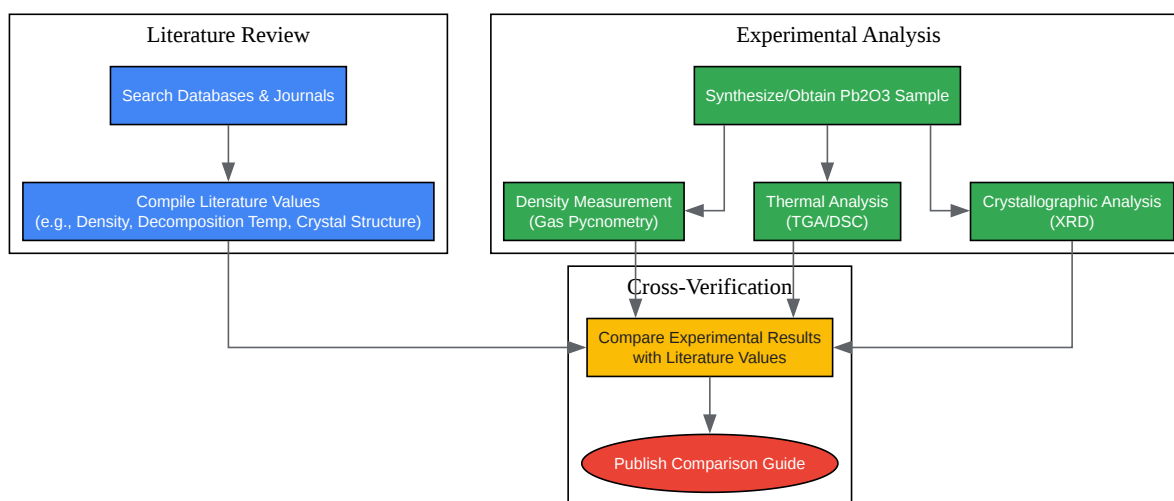 Literature Review
Search Databases & Journals
Compile Literature Values
(e.g., Density, Decomposition Temp, Crystal Structure)
Experimental Analysis
Synthesize/Obtain Pb2O3 Sample
Density Measurement
(Gas Pycnometry)
Thermal Analysis
(TGA/DSC)
Crystallographic Analysis
(XRD)
Cross-Verification
Compare Experimental Results
with Literature Values
Publish Comparison Guide